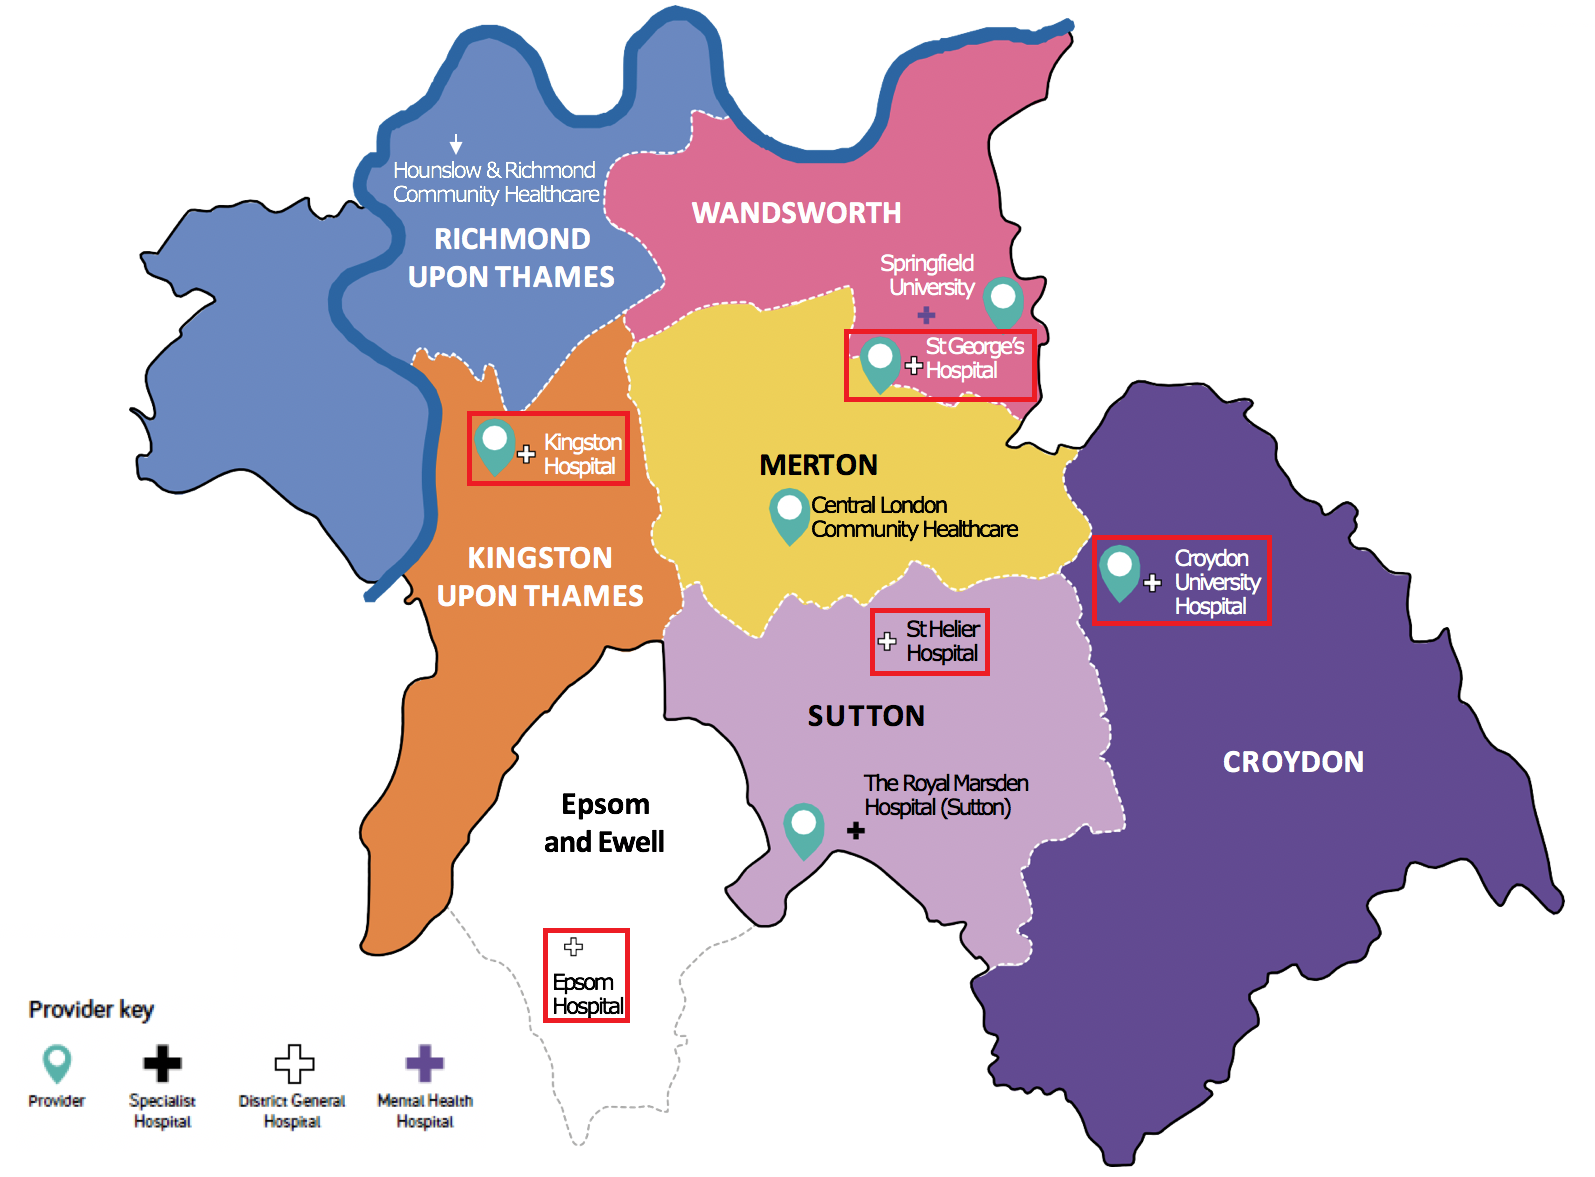 Hounslow & Richmond
Community Healthcare
RICHMOND
UPON THAMES
WANDSWORTH
Springfield
University
St George's
Hospital
Kingston
Hospital
MERTON
Central London
Community Healthcare
KINGSTON
UPON THAMES
Croydon
University
Hospital
St Helier
Hospital
SUTTON
CROYDON
The Royal Marsden
Hospital (Sutton)
Epsom
and Ewell
Epsom
Hospital
Provider key
Provider
Specialist
Hospital
District General
Hospital
Mental Health
Hospital